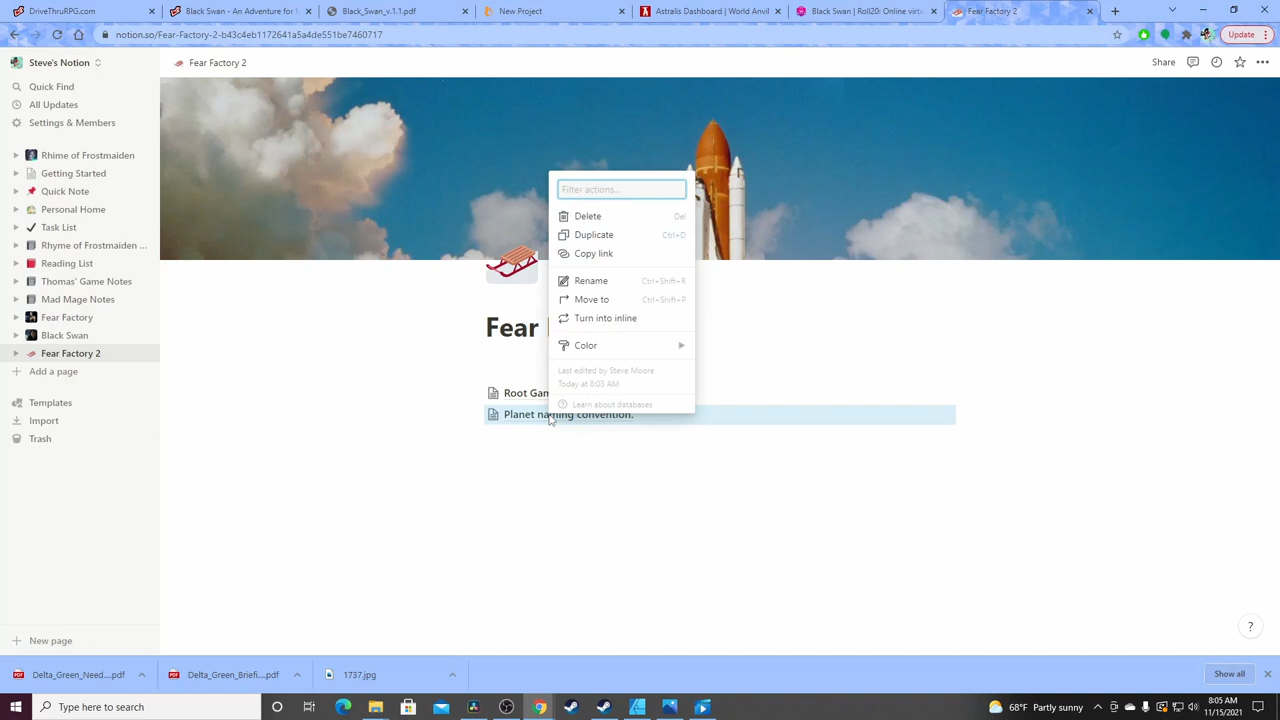 DriveThruRPG.com
Black Swan - An Adventure for M
Black_Swan_v.1.1.pdf
New Project
Astralis Dashboard | World Anvil
Black Swan | Roll20: Online virtu
Fear Factory 2
notion.so/Fear-Factory-2-b43c4eb1172641a5a4de551be7460717
Update
Steve's Notion
Fear Factory 2
Share
Quick Find
All Updates
Settings & Members
Rhime of Frostmaiden
Getting Started
Quick Note
Personal Home
Task List
Rhyme of Frostmaiden ...
Reading List
Thomas' Game Notes
Mad Mage Notes
Fear Factory
Black Swan
Fear Factory 2
Add a page
Templates
Import
Trash
New page
Filter actions...
Delete Del
Duplicate Ctrl+D
Copy link
Rename Ctrl+Shift+R
Move to Ctrl+Shift+P
Turn into inline
Color
Last edited by Steve Moore
Today at 8:03 AM
Learn about databases
Fear
Root Gam
Planet naming convention.
?
Delta_Green_Need....pdf
Delta_Green_Briefi....pdf
1737.jpg
Show all
Type here to search
68°F Partly sunny
8:05 AM
11/15/2021